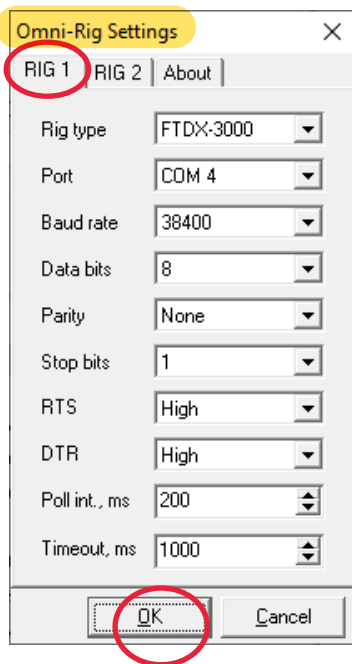 Omni-Rig Settings
RIG 1 RIG 2 About
Rig type FTDX-3000
Port COM 4
Baud rate 38400
Data bits 8
Parity None
Stop bits 1
RTS High
DTR High
Poll int., ms 200
Timeout, ms 1000
OK Cancel